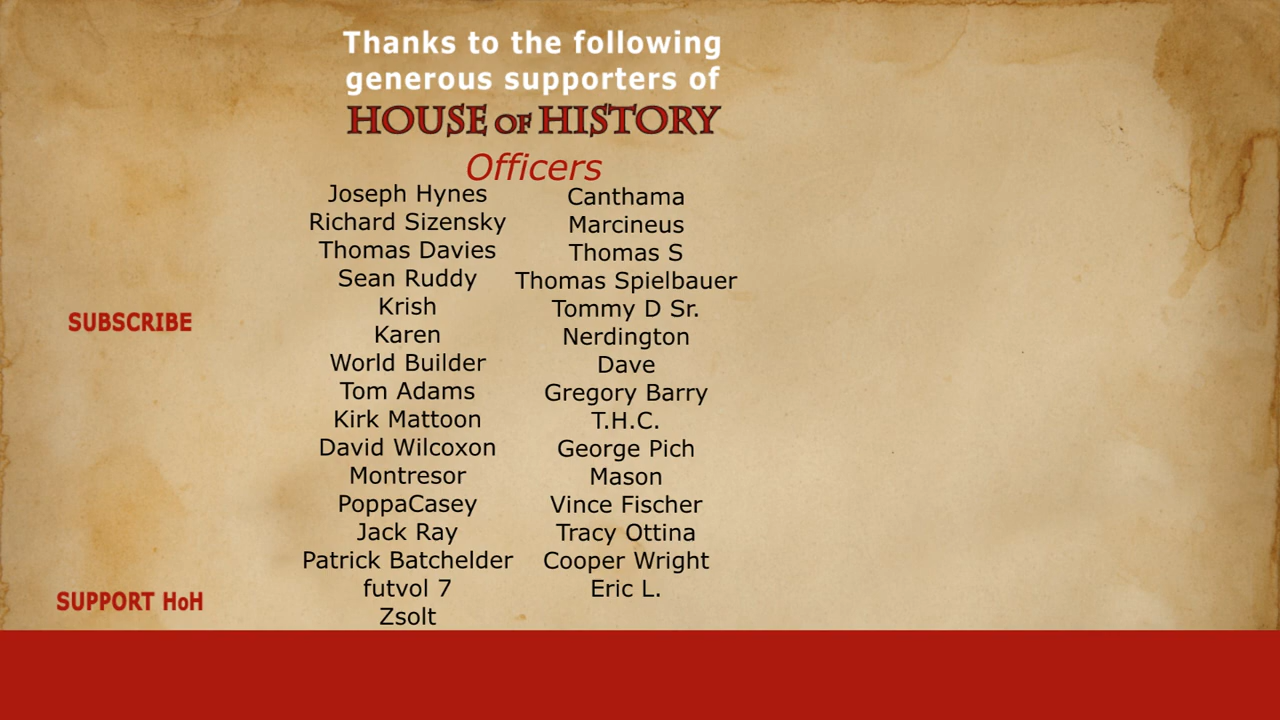 Thanks to the following
generous supporters of
HOUSE OF HISTORY
Officers
Joseph Hynes
Richard Sizensky
Thomas Davies
Sean Ruddy
Krish
Karen
World Builder
Tom Adams
Kirk Mattoon
David Wilcoxon
Montresor
PoppaCasey
Jack Ray
Patrick Batchelder
futvol 7
Zsolt
Canthama
Marcineus
Thomas S
Thomas Spielbauer
Tommy D Sr.
Nerdington
Dave
Gregory Barry
T.H.C.
George Pich
Mason
Vince Fischer
Tracy Ottina
Cooper Wright
Eric L.
SUBSCRIBE
SUPPORT HoH